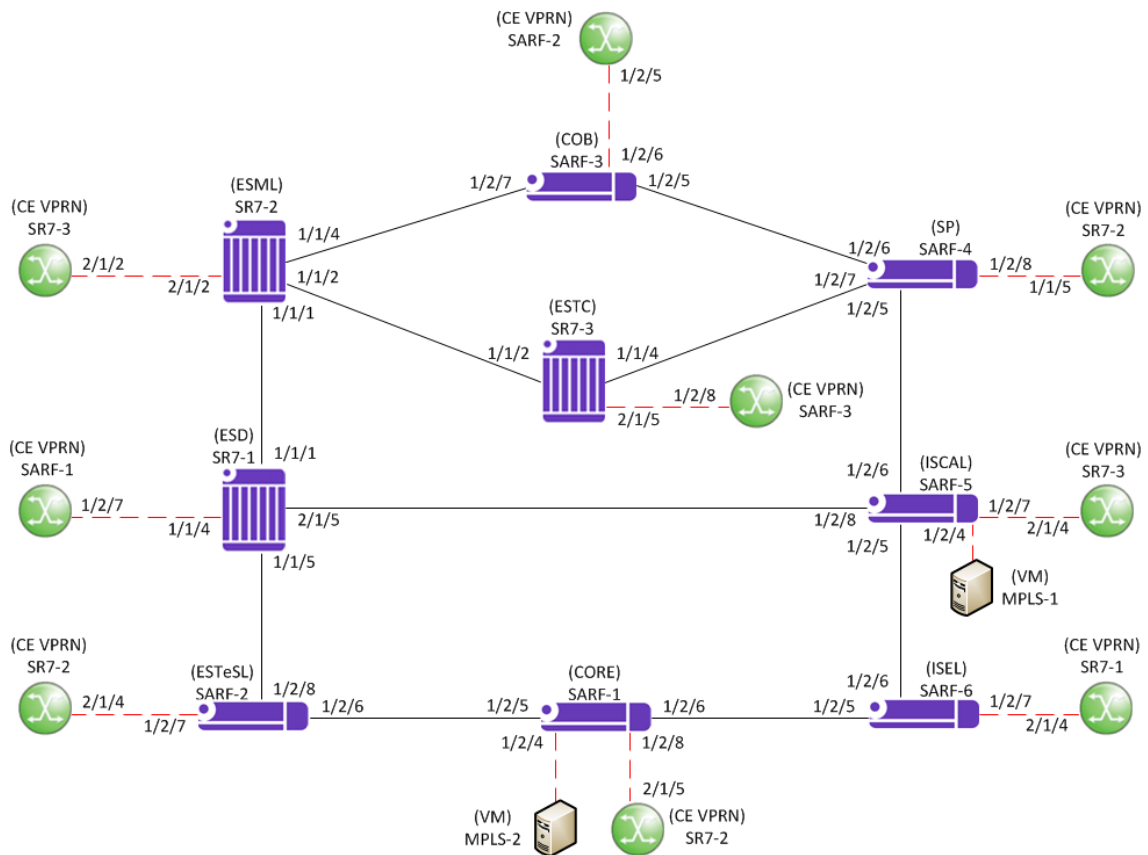 (CE VPRN)
SARF-2
1/2/5
(COB)
SARF-3
1/2/6
1/2/7
1/2/5
(ESML)
SR7-2
(CE VPRN)
SR7-3
2/1/2
2/1/2
1/1/4
1/1/2
1/1/1
(SP)
SARF-4
1/2/6
1/2/7
1/2/5
1/2/8
1/1/5
(CE VPRN)
SR7-2
(ESTC)
SR7-3
1/1/2
1/1/4
2/1/5
1/2/8
(CE VPRN)
SARF-3
(CE VPRN)
SARF-1
1/2/7
1/1/4
(ESD)
SR7-1
1/1/1
2/1/5
1/1/5
(ISCAL)
SARF-5
1/2/6
1/2/8
1/2/5
1/2/4
1/2/7
2/1/4
(CE VPRN)
SR7-3
(VM)
MPLS-1
(CE VPRN)
SR7-2
2/1/4
1/2/7
(ESTeSL)
SARF-2
1/2/8
1/2/6
(CORE)
SARF-1
1/2/5
1/2/4
1/2/6
1/2/8
2/1/5
(VM)
MPLS-2
(CE VPRN)
SR7-2
(ISEL)
SARF-6
1/2/6
1/2/5
1/2/7
2/1/4
(CE VPRN)
SR7-1